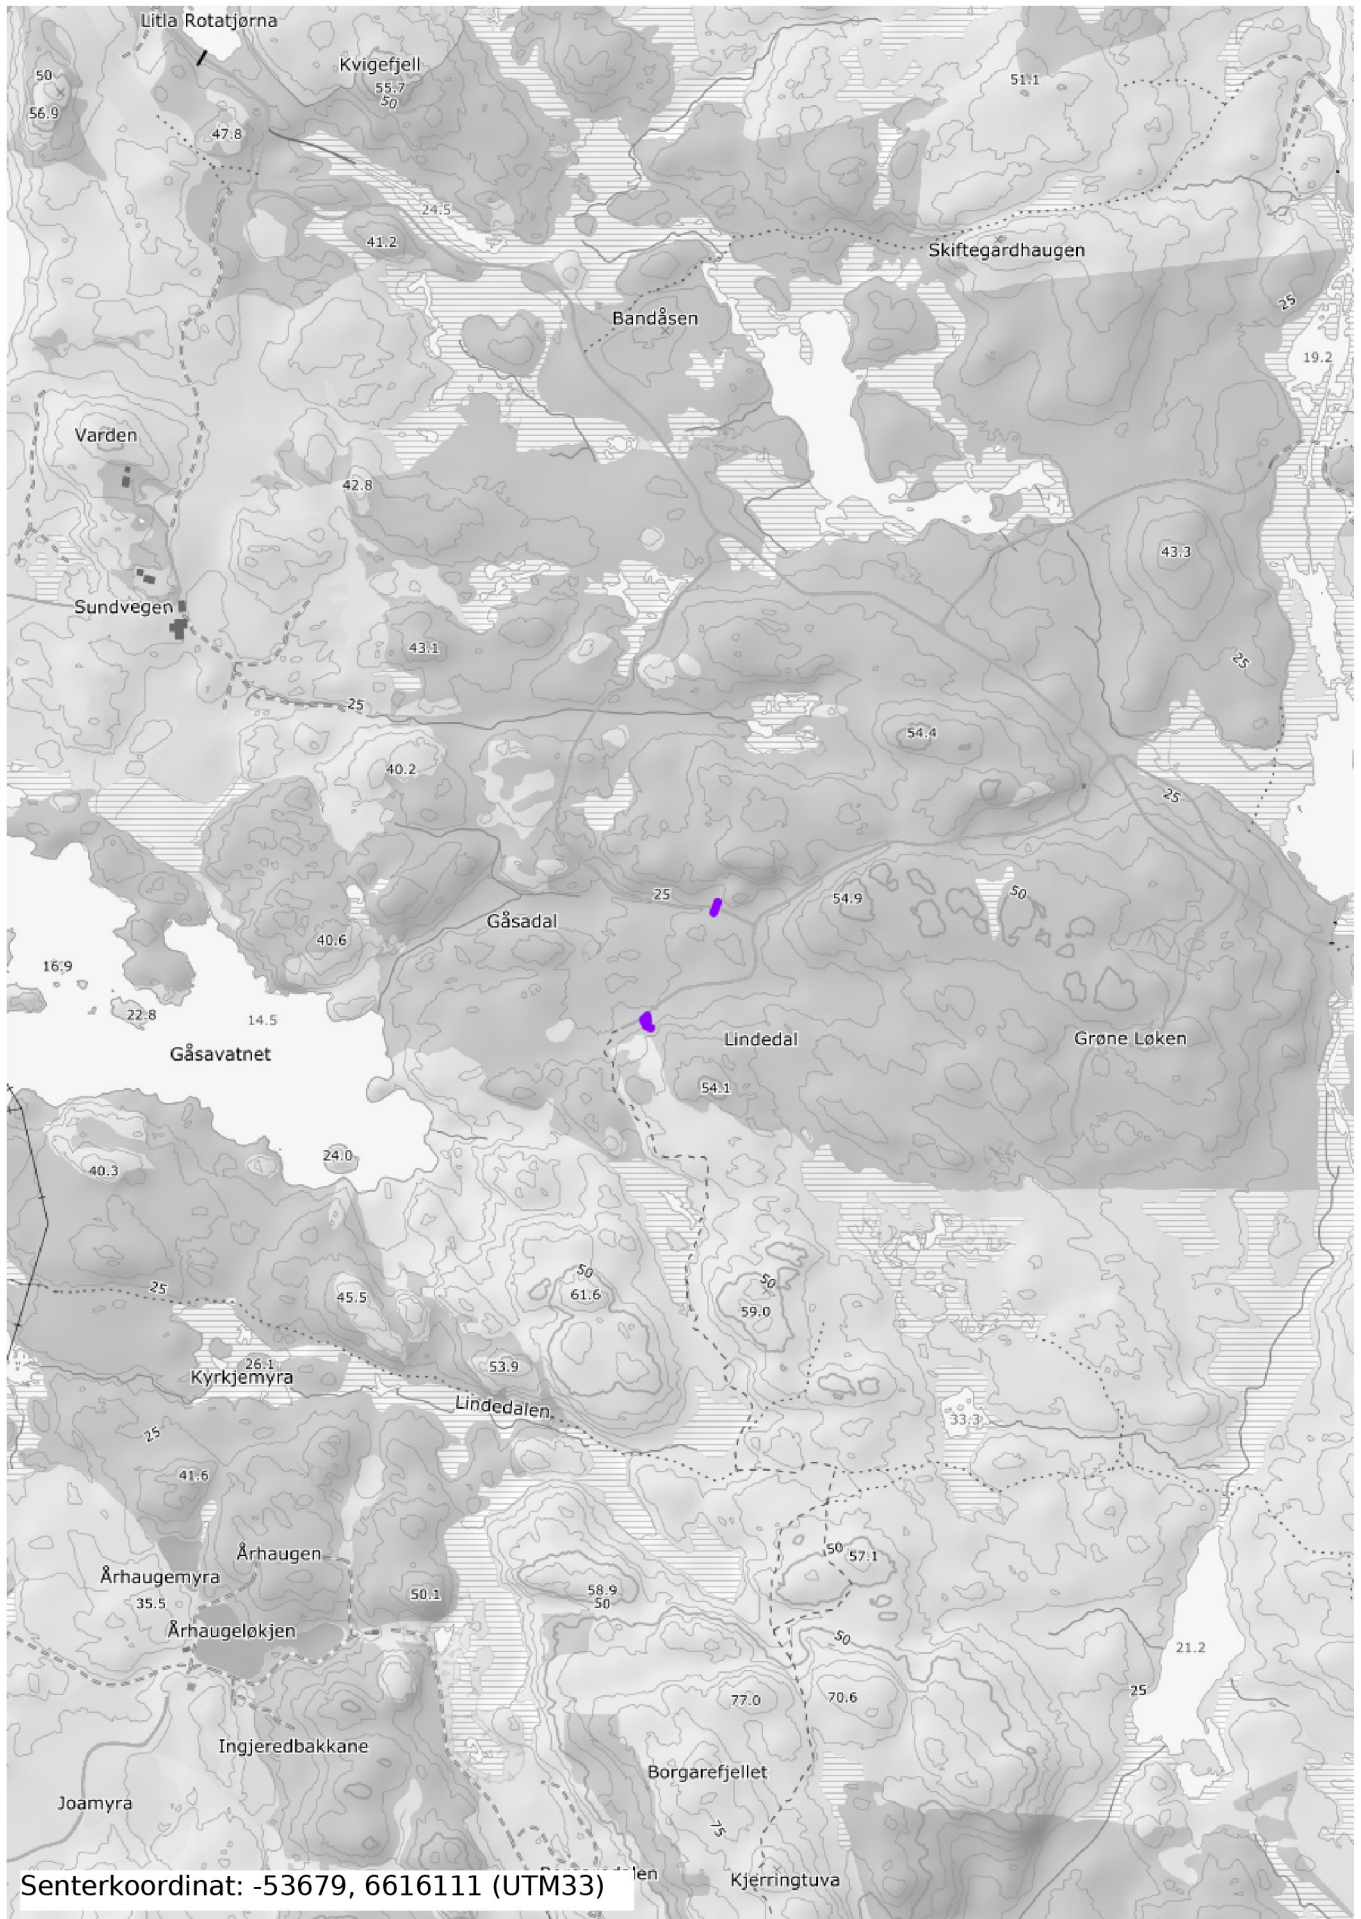 Litla Rotatjørna
Kvigefjell
50
55.7
50
51.1
56.9
47.8
24.5
41.2
Skiftegardhaugen
25
Bandåsen
19.2
Varden
42.8
43.3
Sundvegen
43.1
25
25
54.4
40.2
25
25
54.9
50
Gåsadal
40.6
16.9
22.8
14.5
Gåsavatnet
Lindedal
Grøne Løken
54.1
24.0
40.3
50
50
25
61.6
45.5
59.0
26.1
53.9
Kyrkjemyra
Lindedalen
33.3
25
41.6
Århaugen
50
57.1
Århaugemyra
58.9
50.1
35.5
50
Århaugeløkjen
50
21.2
77.0
70.6
25
Ingjeredbakkane
Borgarefjellet
Joamyra
75
Kjerringtuva
Senterkoordinat: -53679, 6616111 (UTM33)